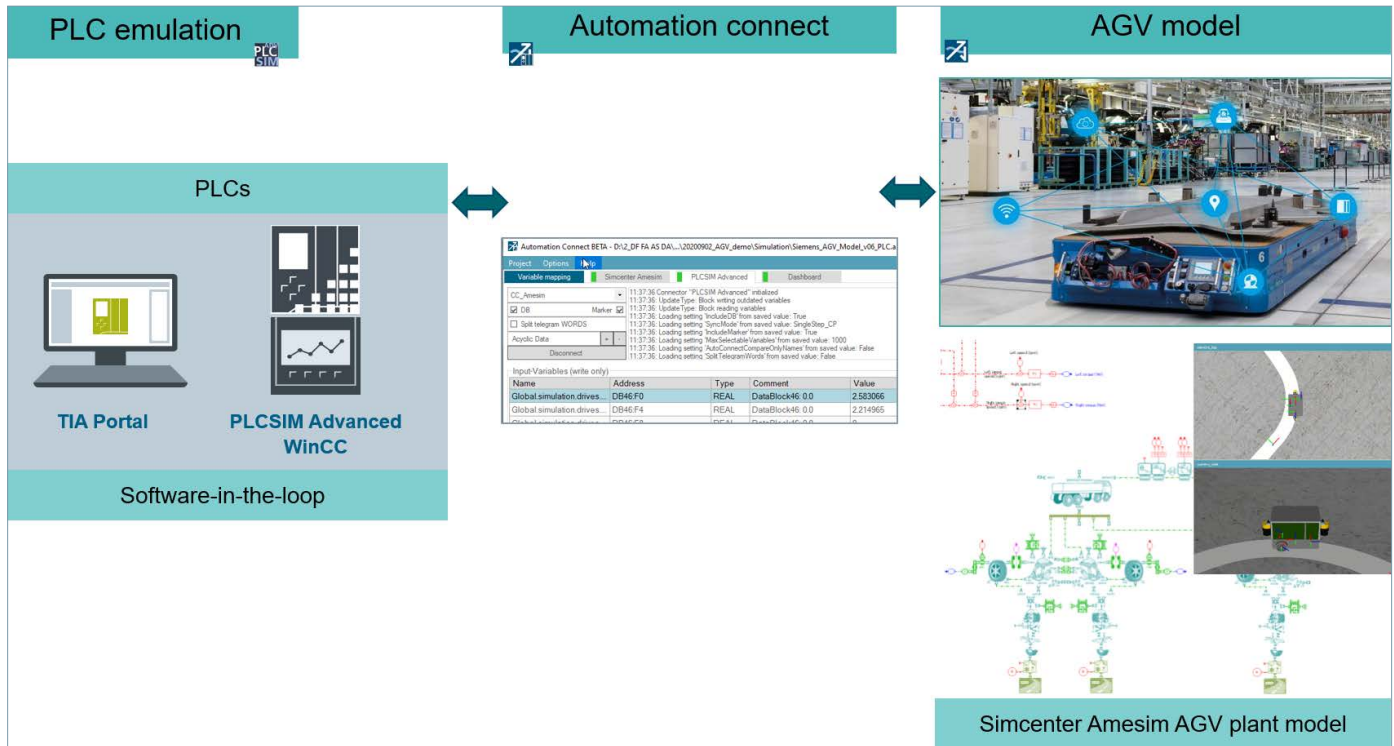 PLC emulation
PLC
SIM
Automation connect
AGV model
PLCs
TIA Portal
PLCSIM Advanced
WinCC
Software-in-the-loop
Automation Connect BETA - D:\2_DF FA AS DA\...\20200902_AGV_demo\Simulation\Siemens_AGV_Model_v06_PLC.a
Project Options Help
Variable mapping Simcenter Amesim PLCSIM Advanced Dashboard
CC_Amesim
DB Marker
Split telegram WORDS
Acyclic Data + -
Disconnect
11:37:36 Connector "PLCSIM Advanced" initialized
11:37:36: UpdateType: Block writing outdated variables
11:37:36: UpdateType: Block reading variables
11:37:36: Loading setting 'IncludeDB' from saved value: True
11:37:36: Loading setting 'SyncMode' from saved value: SingleStep_CP
11:37:36: Loading setting 'IncludeMarker' from saved value: True
11:37:36: Loading setting 'MaxSelectableVariables' from saved value: 1000
11:37:36: Loading setting 'AutoConnectCompareOnlyNames' from saved value: False
11:37:36: Loading setting 'SplitTelegramWords' from saved value: False
Input-Variables (write only)
Name Address Type Comment Value
Global.simulation.drives... DB46:F0 REAL DataBlock46: 0.0 2.583066
Global.simulation.drives... DB46:F4 REAL DataBlock46: 0.0 2.214965
6
Simcenter Amesim AGV plant model